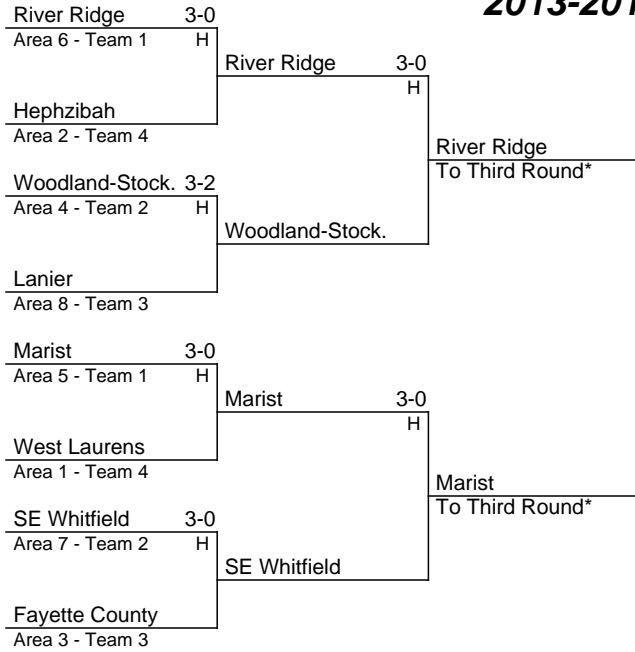 2013-201
River Ridge 3-0
Area 6 - Team 1 H
River Ridge 3-0
H
Hephzibah
Area 2 - Team 4
River Ridge
To Third Round*
Woodland-Stock. 3-2
Area 4 - Team 2 H
Woodland-Stock.
Lanier
Area 8 - Team 3
Marist 3-0
Area 5 - Team 1 H
Marist 3-0
H
West Laurens
Area 1 - Team 4
Marist
To Third Round*
SE Whitfield 3-0
Area 7 - Team 2 H
SE Whitfield
Fayette County
Area 3 - Team 3